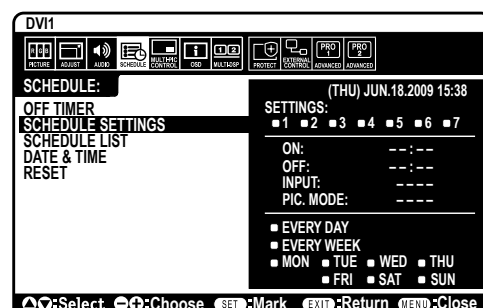 DVI1
RGB PICTURE ADJUST AUDIO SCHEDULE MULTI PIC CONTROL OSD 1 2 MULTI-DSP PROTECT EXTERNAL CONTROL PRO 1 ADVANCED PRO 2 ADVANCED
SCHEDULE:
OFF TIMER
SCHEDULE SETTINGS
SCHEDULE LIST
DATE & TIME
RESET
(THU) JUN.18.2009 15:38
SETTINGS:
1 2 3 4 5 6 7
ON: --:--
OFF: --:--
INPUT: ----
PIC. MODE: ----
EVERY DAY
EVERY WEEK
MON TUE WED THU
FRI SAT SUN
:Select :Choose SET :Mark EXIT :Return MENU :Close